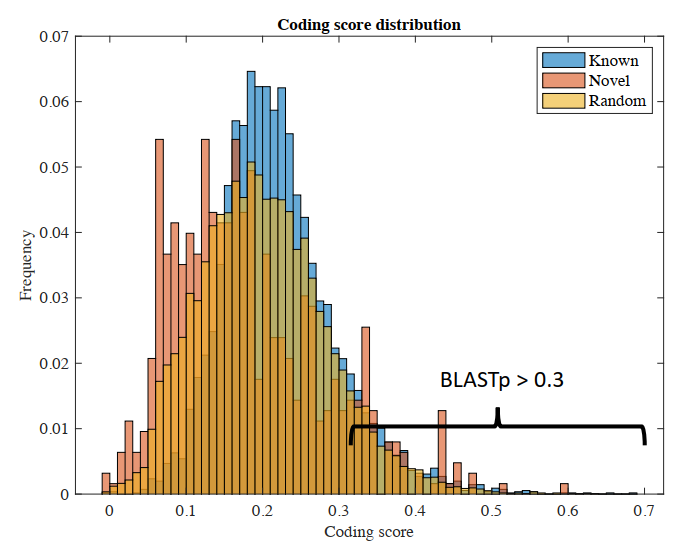 Coding score distribution
0.07
0.06
0.05
0.04
0.03
0.02
0.01
0
Frequency
Known
Novel
Random
BLASTp > 0.3
0
0.1
0.2
0.3
0.4
0.5
0.6
0.7
Coding score